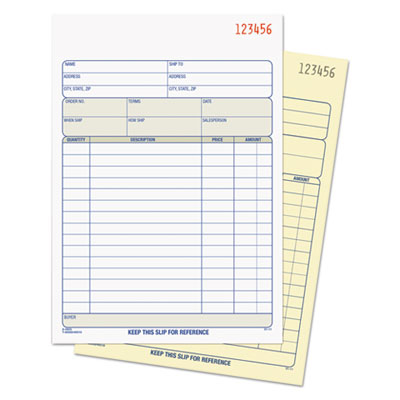 123456
NAME SHIP TO
ADDRESS ADDRESS
CITY, STATE, ZIP CITY, STATE, ZIP
ORDER NO. TERMS DATE
WHEN SHIP HOW SHIP SALESPERSON
QUANTITY DESCRIPTION PRICE AMOUNT
BUYER
KEEP THIS SLIP FOR REFERENCE
123456
AMOUNT
KEEP THIS SLIP FOR REFERENCE